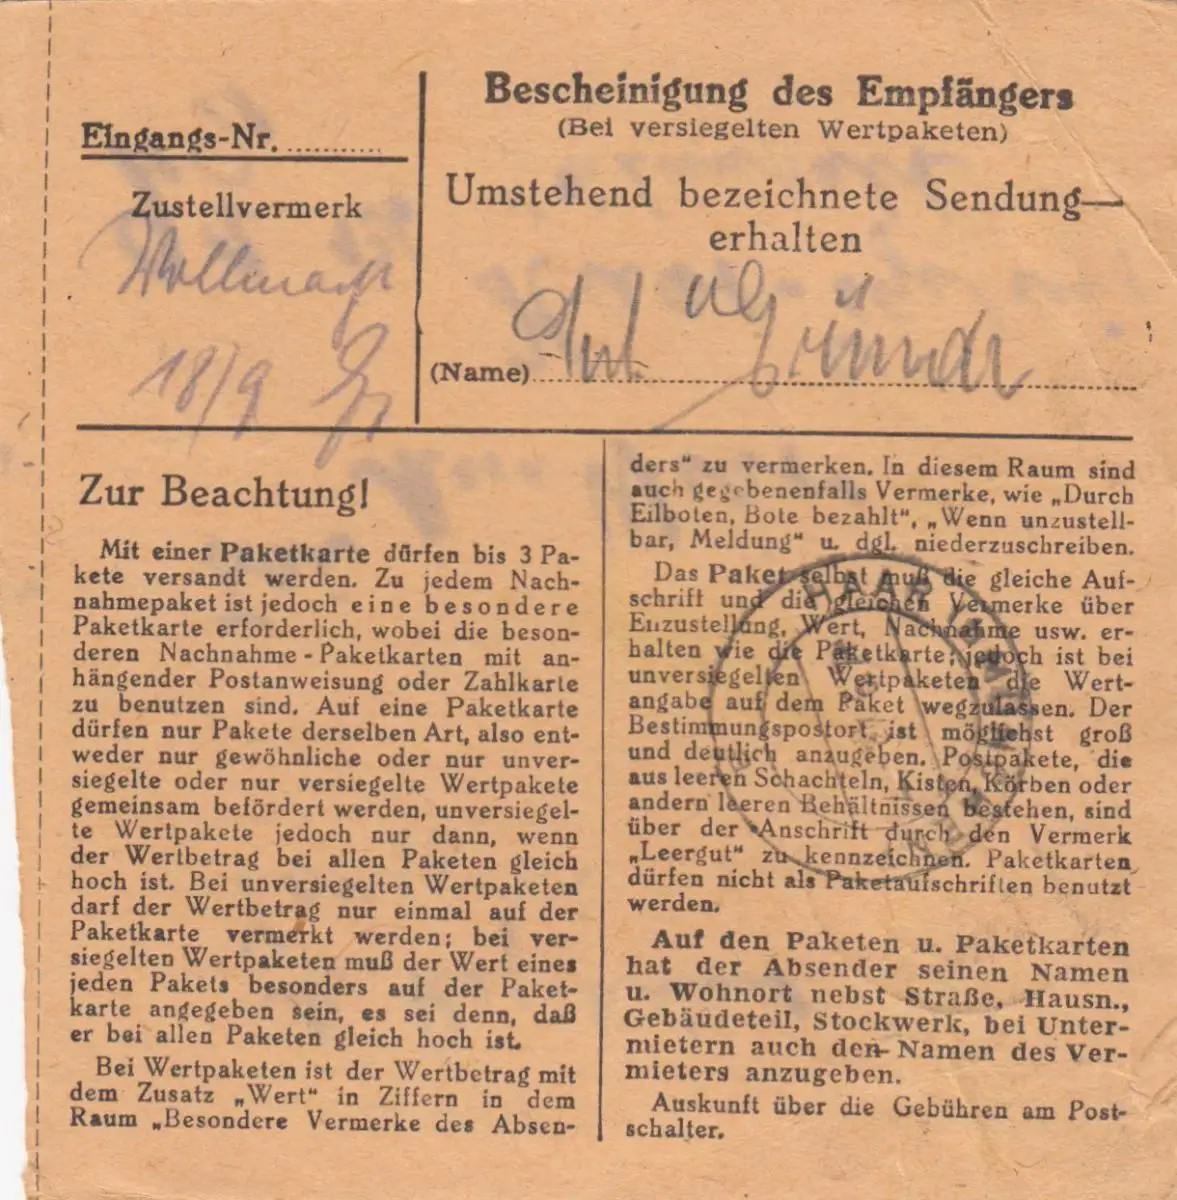 Eingangs-Nr.
Zustellvermerk
Vollmacht
18/9
Bescheinigung des Empfängers
(Bei versiegelten Wertpaketen)
Umstehend bezeichnete Sendung
erhalten
(Name)
Zur Beachtung!
Mit einer Paketkarte dürfen bis 3 Pa-
kete versandt werden. Zu jedem Nach-
nahmepaket ist jedoch eine besondere
Paketkarte erforderlich, wobei die beson-
deren Nachnahme-Paketkarten mit an-
hängender Postanweisung oder Zahlkarte
zu benutzen sind. Auf eine Paketkarte
dürfen nur Pakete derselben Art, also ent-
weder nur gewöhnliche oder nur unver-
siegelte oder nur versiegelte Wertpakete
gemeinsam befördert werden, unversiegel-
te Wertpakete jedoch nur dann, wenn
der Wertbetrag bei allen Paketen gleich
hoch ist. Bei unversiegelten Wertpaketen
darf der Wertbetrag nur einmal auf der
Paketkarte vermerkt werden; bei ver-
siegelten Wertpaketen muß der Wert eines
jeden Pakets besonders auf der Paket-
karte angegeben sein, es sei denn, daß
er bei allen Paketen gleich hoch ist.
Bei Wertpaketen ist der Wertbetrag mit
dem Zusatz „Wert“ in Ziffern in dem
Raum „Besondere Vermerke des Absen-
ders“ zu vermerken. In diesem Raum sind
auch gegebenenfalls Vermerke, wie „Durch
Eilboten, Bote bezahlt“, „Wenn unzustell-
bar, Meldung“ u. dgl. niederzuschreiben.
Das Paket selbst muß die gleiche Auf-
schrift und die gleichen Vermerke über
Eilzustellung, Wert, Nachnahme usw. er-
halten wie die Paketkarte; jedoch ist bei
unversiegelten Wertpaketen die Wert-
angabe auf dem Paket wegzulassen. Der
Bestimmungspostort ist möglichst groß
und deutlich anzugeben. Postpakete, die
aus leeren Schachteln, Kisten, Körben oder
andern leeren Behältnissen bestehen, sind
über der Anschrift durch den Vermerk
„Leergut“ zu kennzeichnen. Paketkarten
dürfen nicht als Paketaufschriften benutzt
werden.
Auf den Paketen u. Paketkarten
hat der Absender seinen Namen
u. Wohnort nebst Straße, Hausn.,
Gebäudeteil, Stockwerk, bei Unter-
mietern auch den Namen des Ver-
mieters anzugeben.
Auskunft über die Gebühren am Post-
schalter.
HAAR